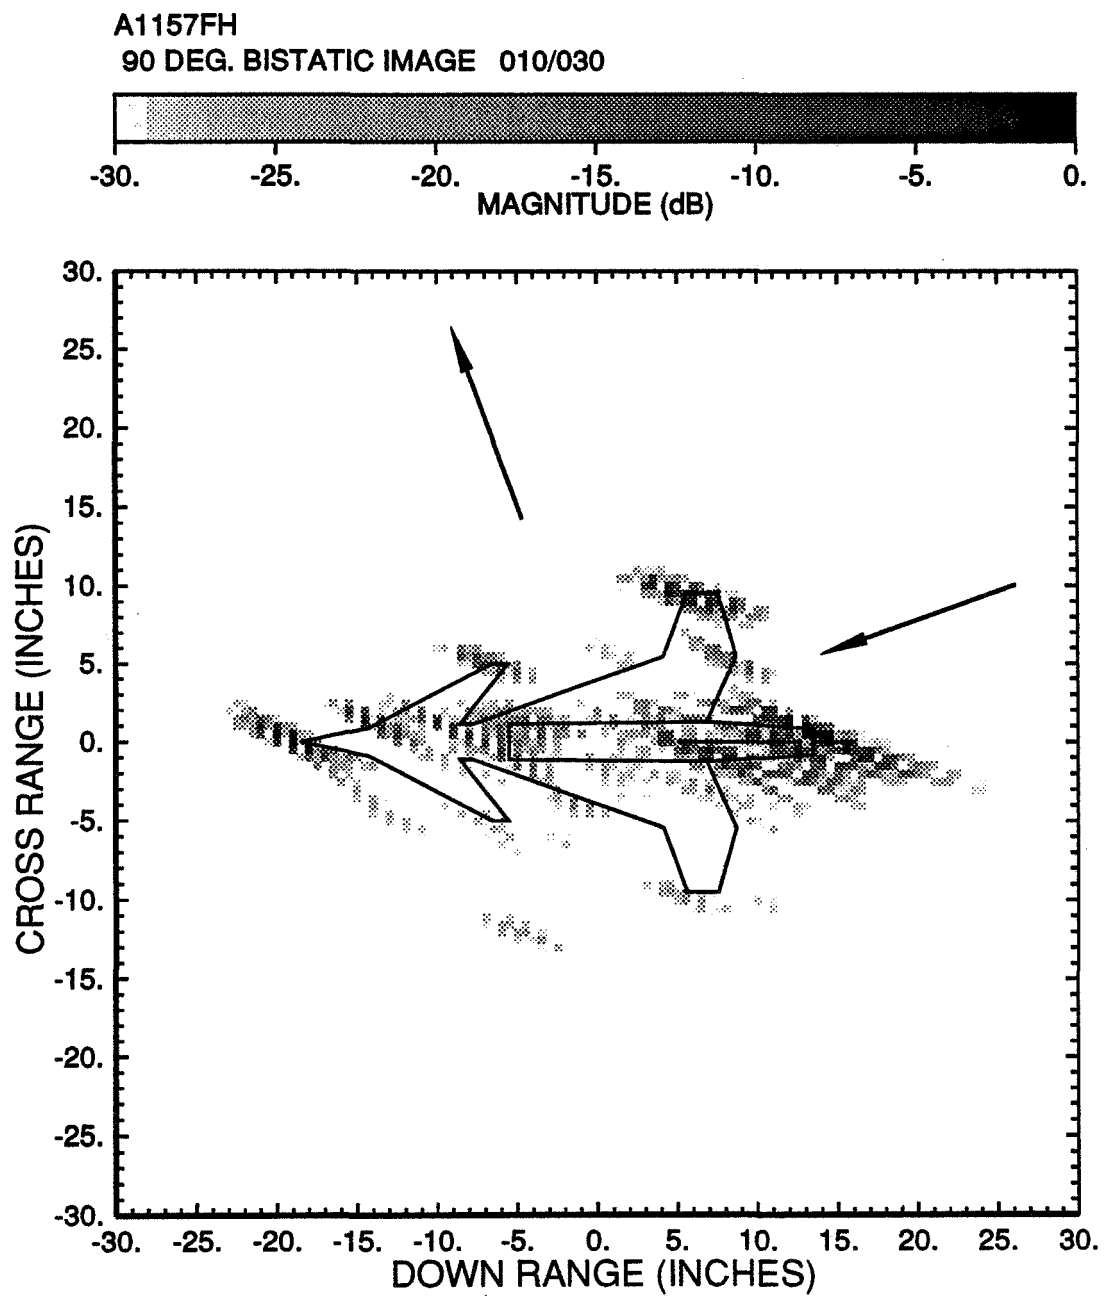 A1157FH
90 DEG. BISTATIC IMAGE 010/030
-30. -25. -20. -15. -10. -5. 0.
MAGNITUDE (dB)
30.
25.
20.
15.
10.
5.
0.
-5.
-10.
-15.
-20.
-25.
-30.
CROSS RANGE (INCHES)
-30. -25. -20. -15. -10. -5. 0. 5. 10. 15. 20. 25. 30.
DOWN RANGE (INCHES)